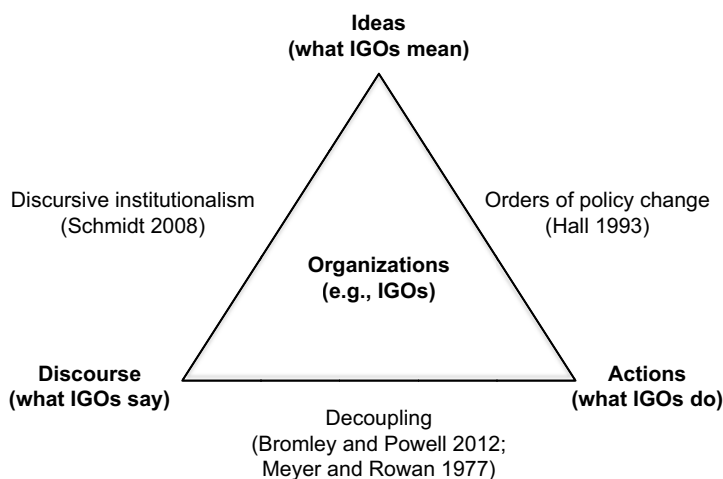 Ideas
(what IGOs mean)
Discursive institutionalism
(Schmidt 2008)
Orders of policy change
(Hall 1993)
Organizations
(e.g., IGOs)
Discourse
(what IGOs say)
Actions
(what IGOs do)
Decoupling
(Bromley and Powell 2012;
Meyer and Rowan 1977)